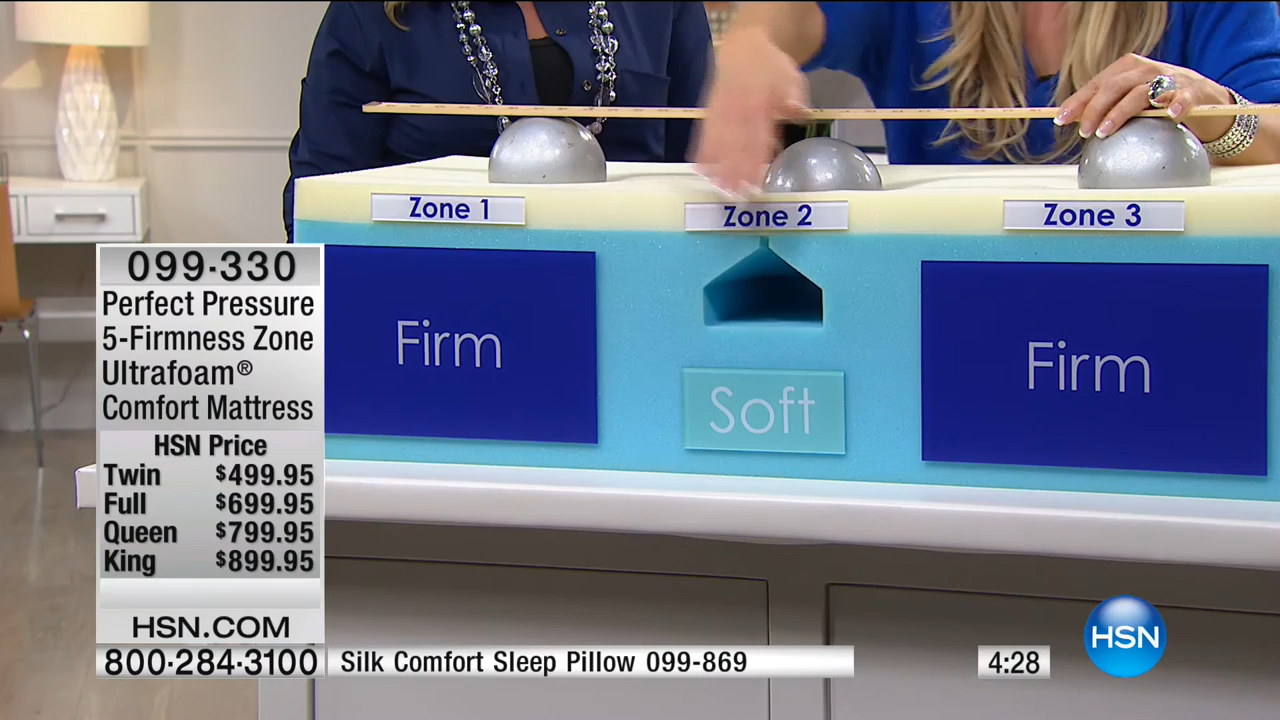 Zone 1
Zone 2
Zone 3
Firm
Soft
Firm
099-330
Perfect Pressure
5-Firmness Zone
Ultrafoam®
Comfort Mattress
HSN Price
Twin $499.95
Full $699.95
Queen $799.95
King $899.95
HSN.COM
800-284-3100
Silk Comfort Sleep Pillow 099-869
4:28
HSN